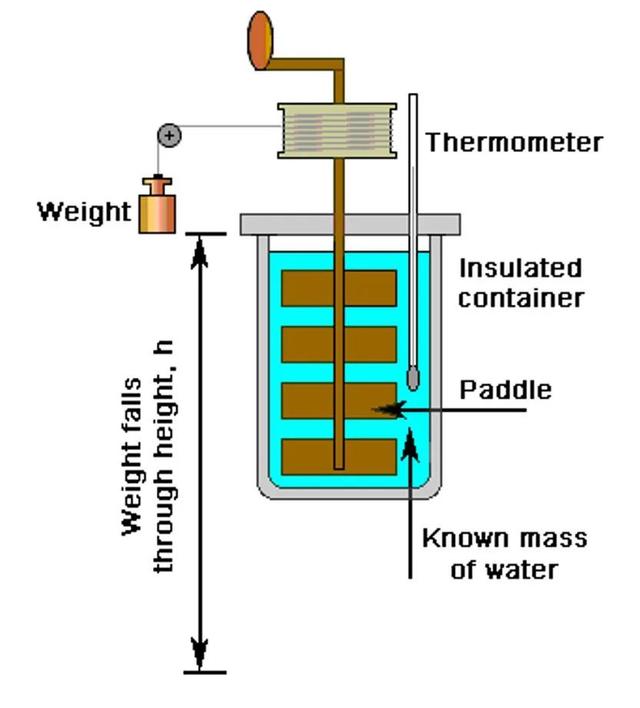 Thermometer
Weight
Insulated
container
Paddle
Weight falls
through height, h
Known mass
of water